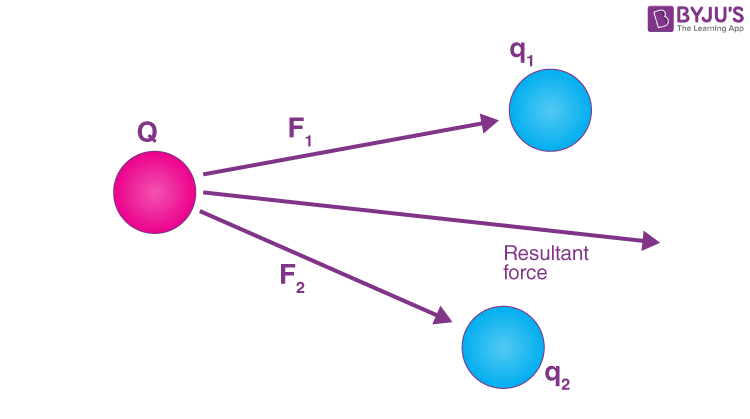 BYJU'S
The Learning App
q1
Q
F1
Resultant
force
F2
q2